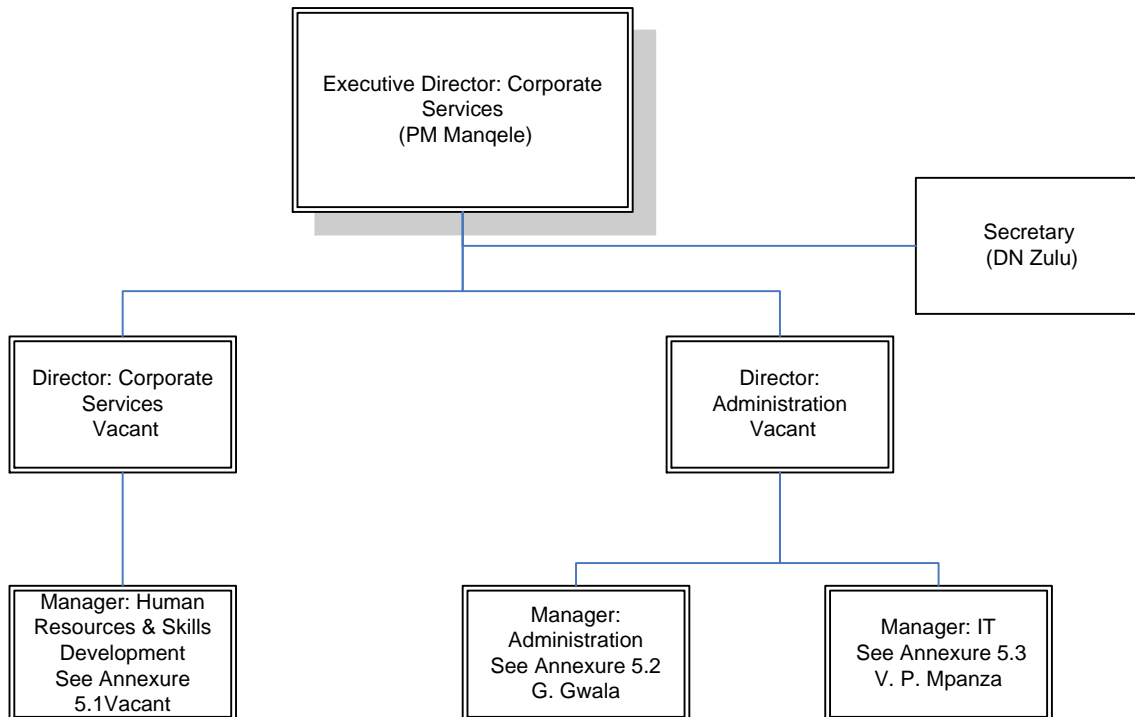 Executive Director: Corporate
Services
(PM Manqele)
Secretary
(DN Zulu)
Director: Corporate
Services
Vacant
Director:
Administration
Vacant
Manager: Human
Resources & Skills
Development
See Annexure
5.1Vacant
Manager:
Administration
See Annexure 5.2
G. Gwala
Manager: IT
See Annexure 5.3
V. P. Mpanza